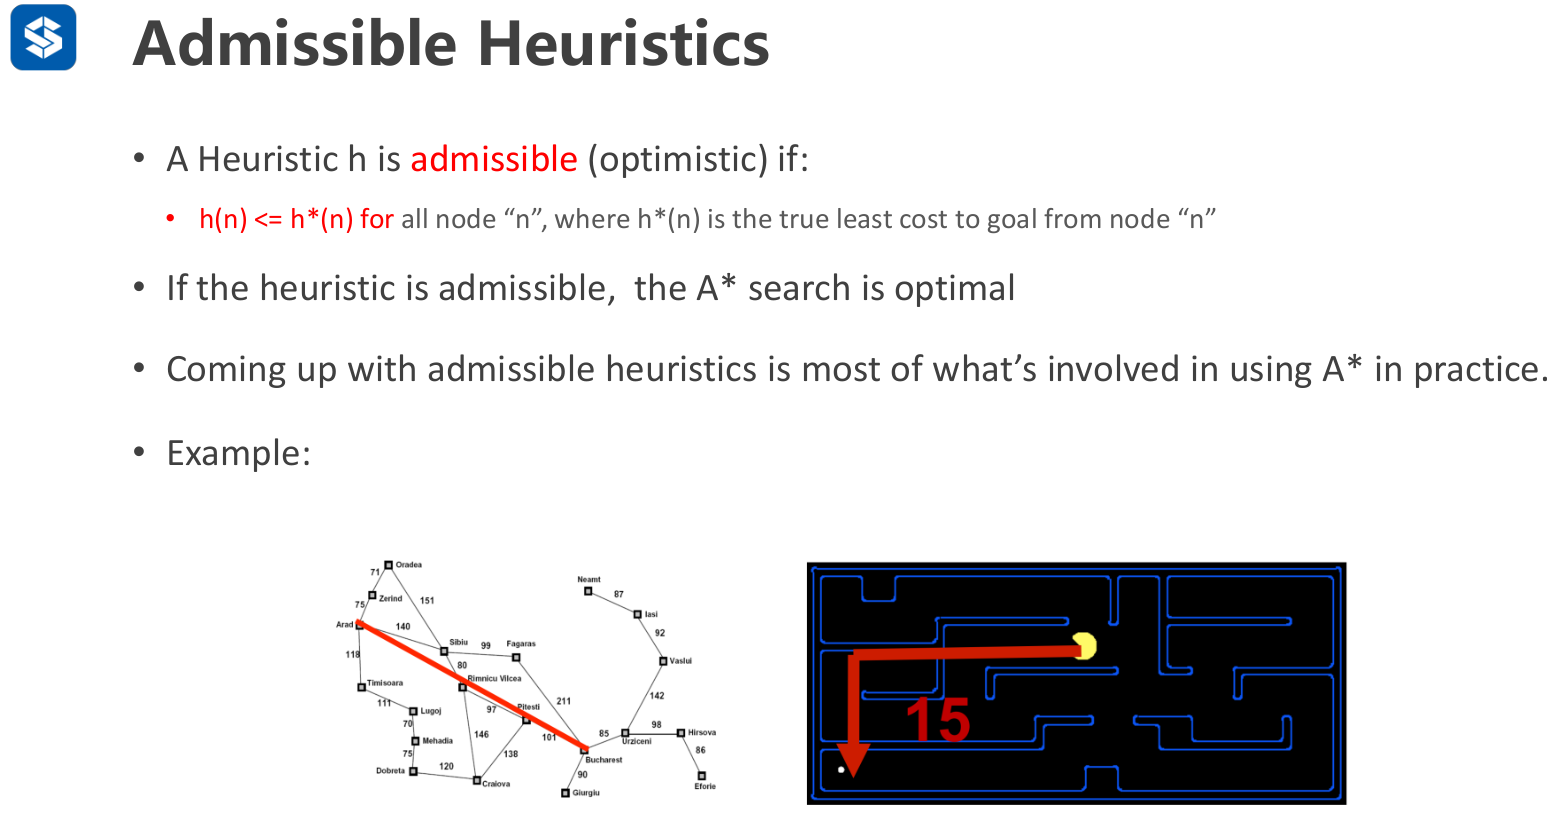 Admissible Heuristics
• A Heuristic h is admissible (optimistic) if:
• h(n) <= h*(n) for all node “n”, where h*(n) is the true least cost to goal from node “n”
• If the heuristic is admissible,  the A* search is optimal
• Coming up with admissible heuristics is most of what’s involved in using A* in practice.
• Example:
Oradea
71
Zerind
151
75
Arad
140
Sibiu
99
Fagaras
118
80
Rimnicu Vilcea
Timisoara
111
Lugoj
70
Mehadia
75
Dobreta
120
Craiova
146
97
Pitesti
138
101
211
Bucharest
90
Giurgiu
85
Urziceni
98
Hirsova
86
Eforie
142
Vaslui
92
Iasi
87
Neamt
15